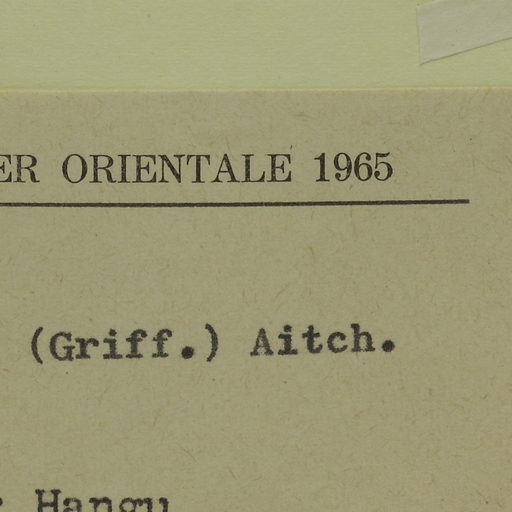 ER ORIENTALE 1965
(Griff.) Aitch.
Hangu